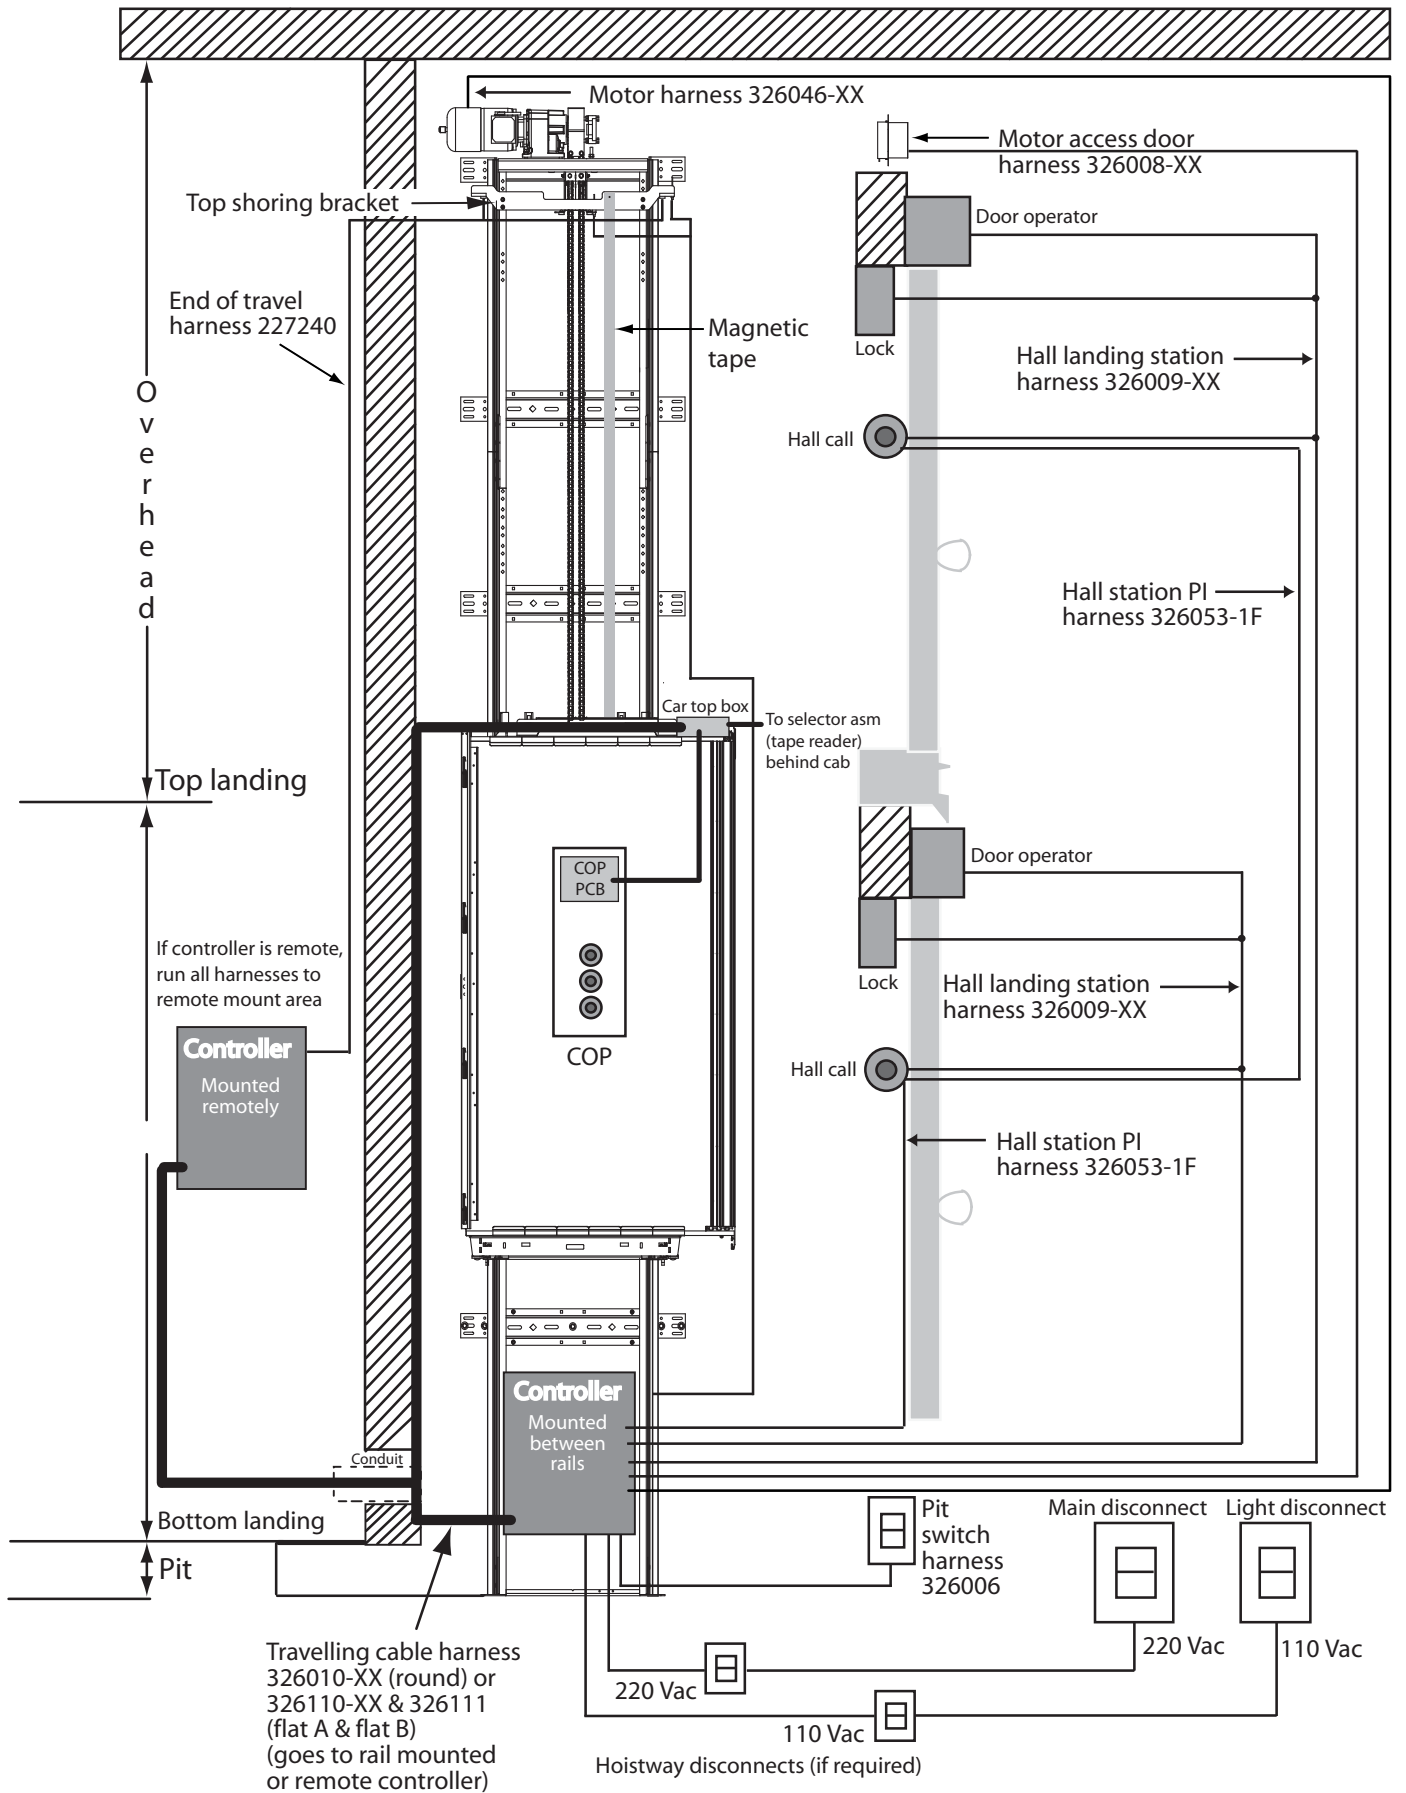 Motor harness 326046-XX
Motor access door
harness 326008-XX
Top shoring bracket
Door operator
End of travel
harness 227240
Magnetic
tape
Lock
Hall landing station
harness 326009-XX
Overhead
Hall call
Hall station PI
harness 326053-1F
Car top box
To selector asm
(tape reader)
behind cab
Top landing
COP
PCB
Door operator
If controller is remote,
run all harnesses to
remote mount area
Lock
Hall landing station
harness 326009-XX
Controller
Mounted
remotely
COP
Hall call
Hall station PI
harness 326053-1F
Controller
Mounted
between
rails
Conduit
Bottom landing
Pit
Pit
switch
harness
326006
Main disconnect
Light disconnect
220 Vac
110 Vac
Travelling cable harness
326010-XX (round) or
326110-XX & 326111
(flat A & flat B)
(goes to rail mounted
or remote controller)
220 Vac
110 Vac
Hoistway disconnects (if required)